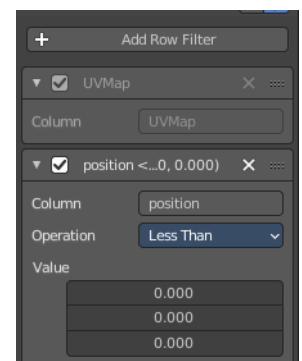 Add Row Filter
UVMap
Column UVMap
position <...0, 0.000)
Column position
Operation Less Than
Value
0.000
0.000
0.000